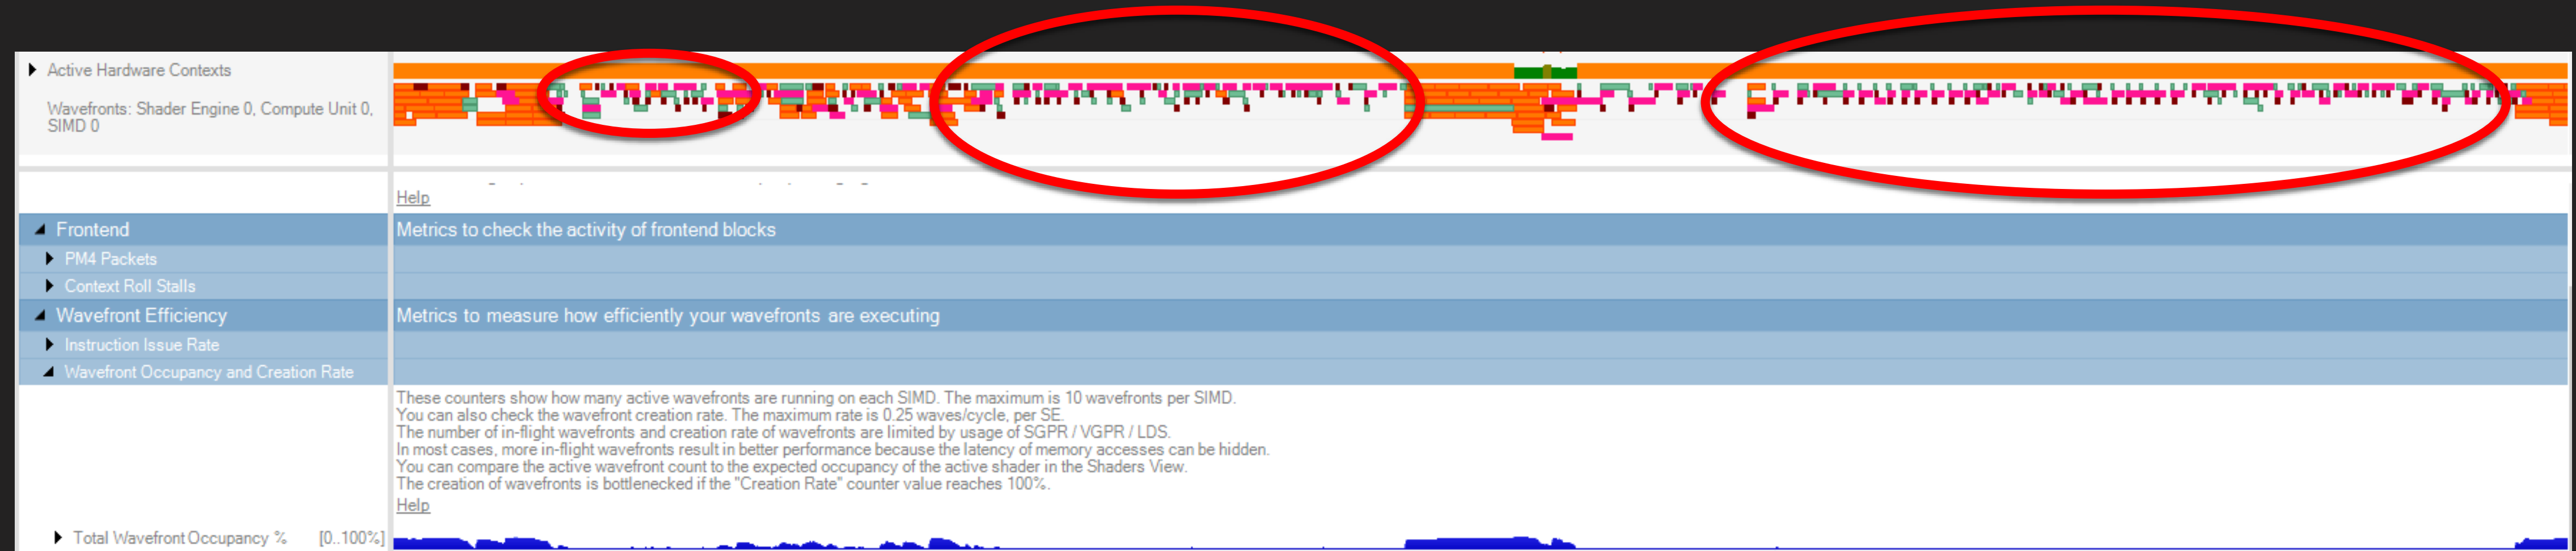 Active Hardware Contexts
Wavefronts: Shader Engine 0, Compute Unit 0,
SIMD 0
Help
Frontend
Metrics to check the activity of frontend blocks
PM4 Packets
Context Roll Stalls
Wavefront Efficiency
Metrics to measure how efficiently your wavefronts are executing
Instruction Issue Rate
Wavefront Occupancy and Creation Rate
These counters show how many active wavefronts are running on each SIMD. The maximum is 10 wavefronts per SIMD.
You can also check the wavefront creation rate. The maximum rate is 0.25 waves/cycle, per SE.
The number of in-flight wavefronts and creation rate of wavefronts are limited by usage of SGPR / VGPR / LDS.
In most cases, more in-flight wavefronts result in better performance because the latency of memory accesses can be hidden.
You can compare the active wavefront count to the expected occupancy of the active shader in the Shaders View.
The creation of wavefronts is bottlenecked if the "Creation Rate" counter value reaches 100%.
Help
Total Wavefront Occupancy % [0..100%]